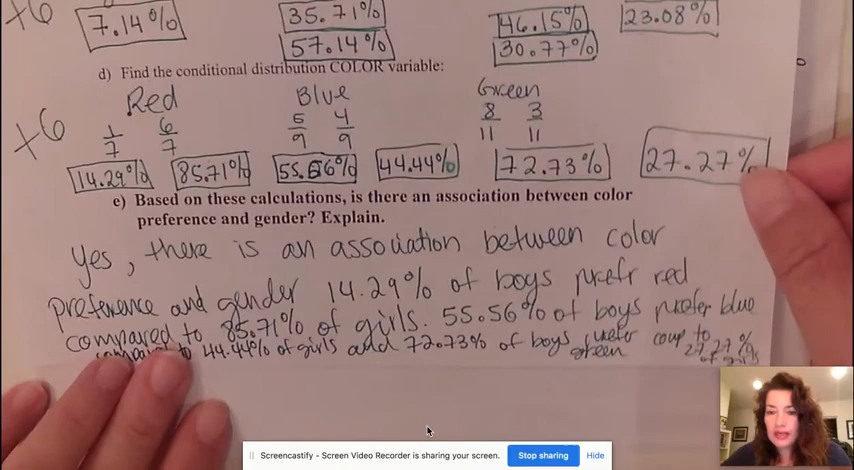 +6 7.14% 35.71% 46.15% 23.08%
57.14% 30.77%
d) Find the conditional distribution COLOR variable:
Red Blue Green
+6 1/7 6/7 5/9 4/9 8/11 3/11
14.29% 85.71% 55.56% 44.44% 72.73% 27.27%
e) Based on these calculations, is there an association between color
preference and gender? Explain.
Yes, there is an association between color
preference and gender 14.29% of boys prefr red
compared to 85.71% of girls. 55.56% of boys prefer blue
compared to 44.44% of girls and 72.73% of boys prefer green comp to 27.27% of girls
Screencastify - Screen Video Recorder is sharing your screen. Stop sharing Hide